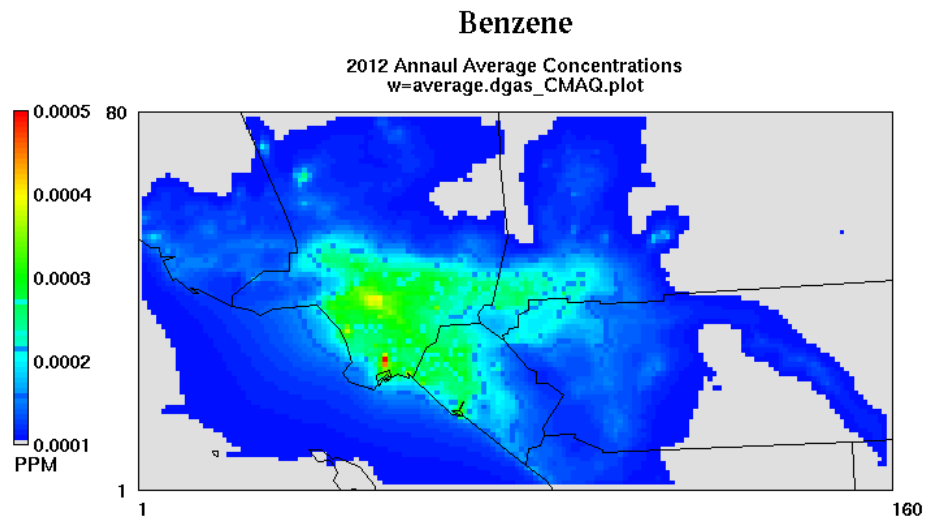 Benzene
2012 Annaul Average Concentrations
w=average.dgas_CMAQ.plot
0.0005
0.0004
0.0003
0.0002
0.0001
PPM
80
1
1
160